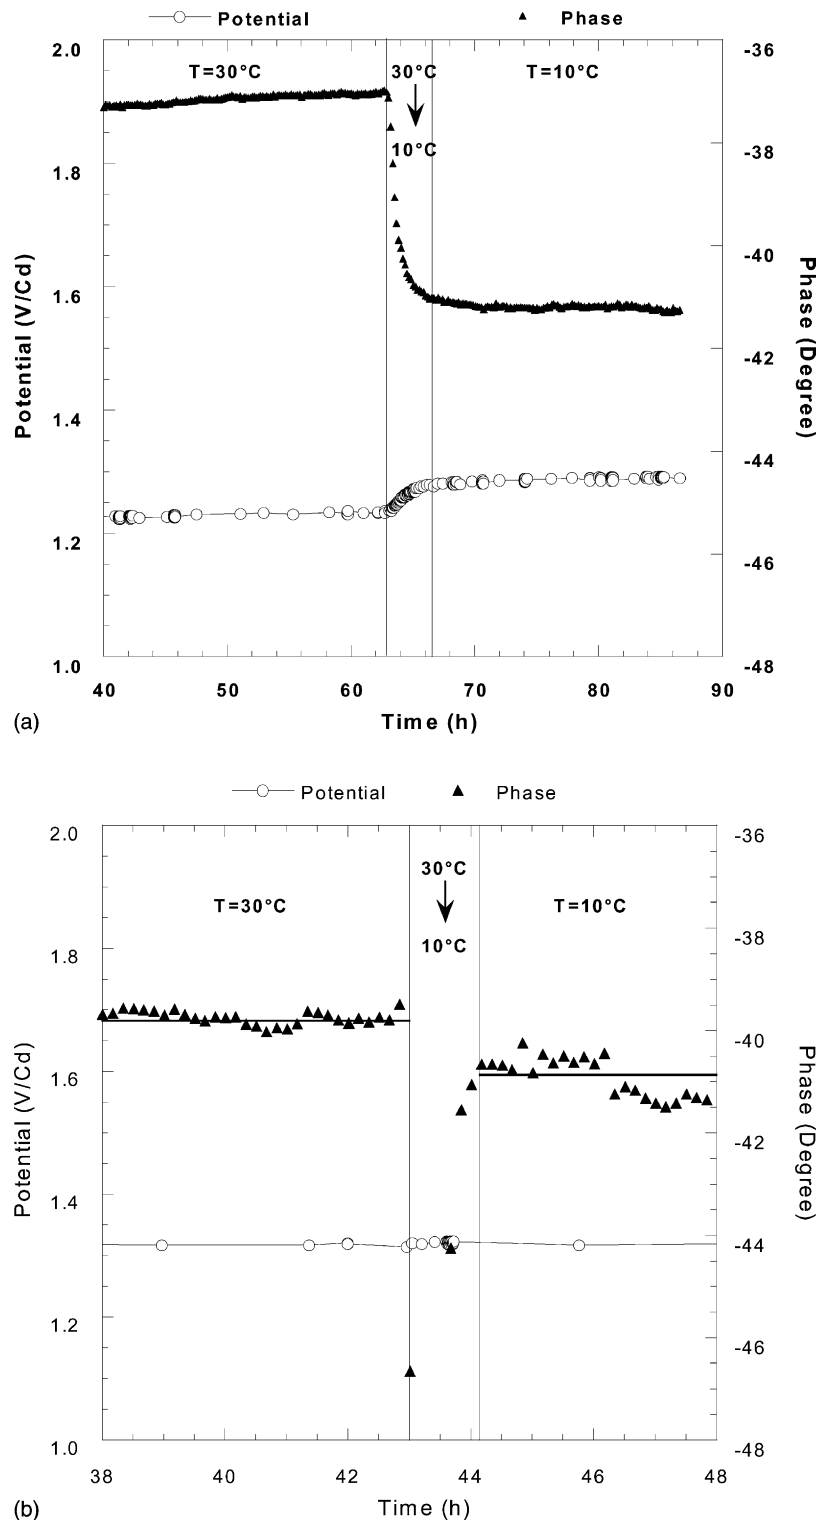 Potential Phase
2.0 -36
T=30°C 30°C T=10°C
10°C
1.8 -38
1.6 -40
-42
1.4 -44
1.2 -46
1.0 -48
Potential (V/Cd)
Phase (Degree)
40 50 60 70 80 90
(a) Time (h)
Potential Phase
2.0 -36
30°C
T=30°C T=10°C
10°C
1.8 -38
1.6 -40
-42
1.4 -44
1.2 -46
1.0 -48
Potential (V/Cd)
Phase (Degree)
38 40 42 44 46 48
(b) Time (h)